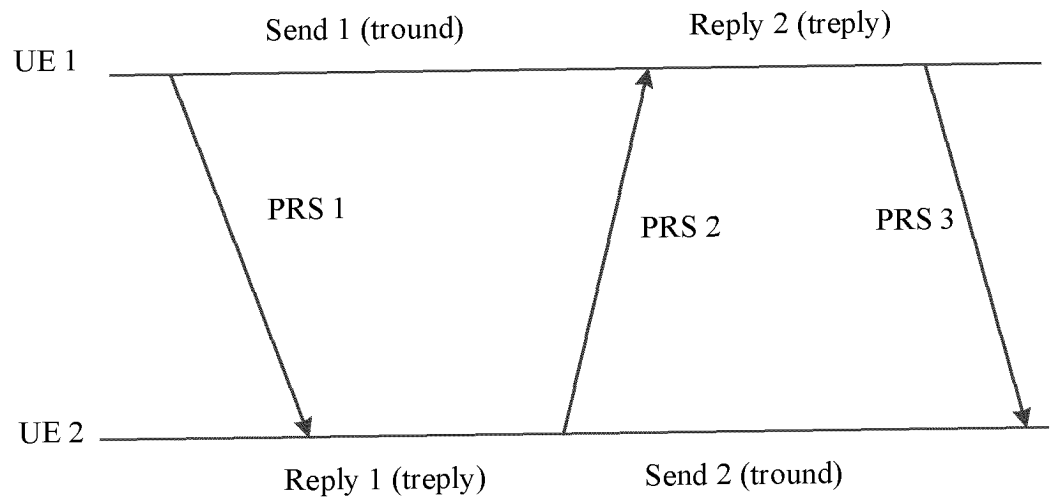 Send 1 (tround)
Reply 2 (treply)
UE 1
PRS 1
PRS 2
PRS 3
UE 2
Reply 1 (treply)
Send 2 (tround)